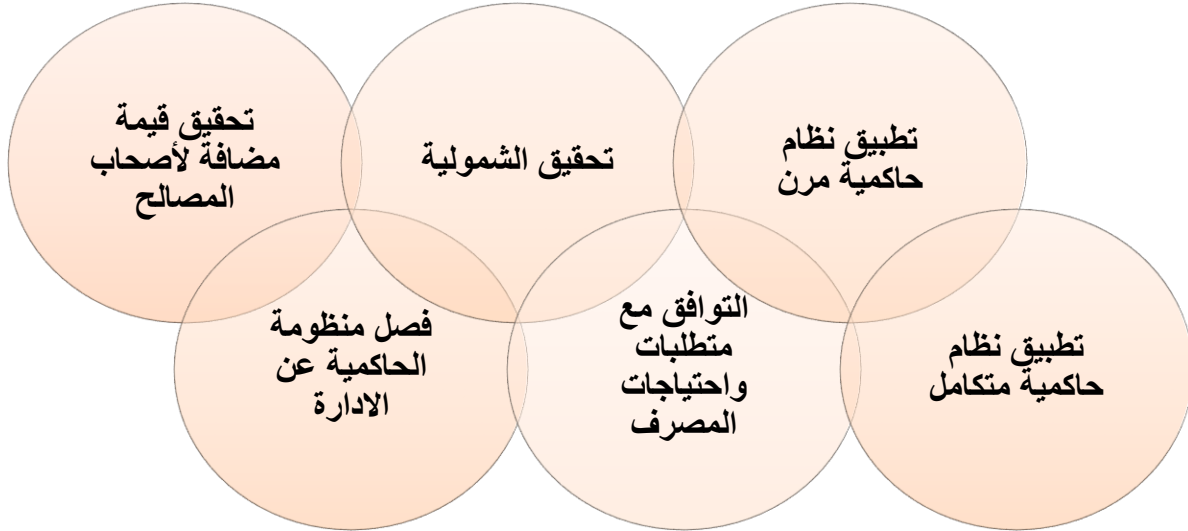 تطبيق نظام
حاكمية مرن
تحقيق الشمولية
تحقيق قيمة
مضافة لأصحاب
المصالح
تطبيق نظام
حاكمية متكامل
التوافق مع
متطلبات
واحتياجات
المصرف
فصل منظومة
الحاكمية عن
الادارة